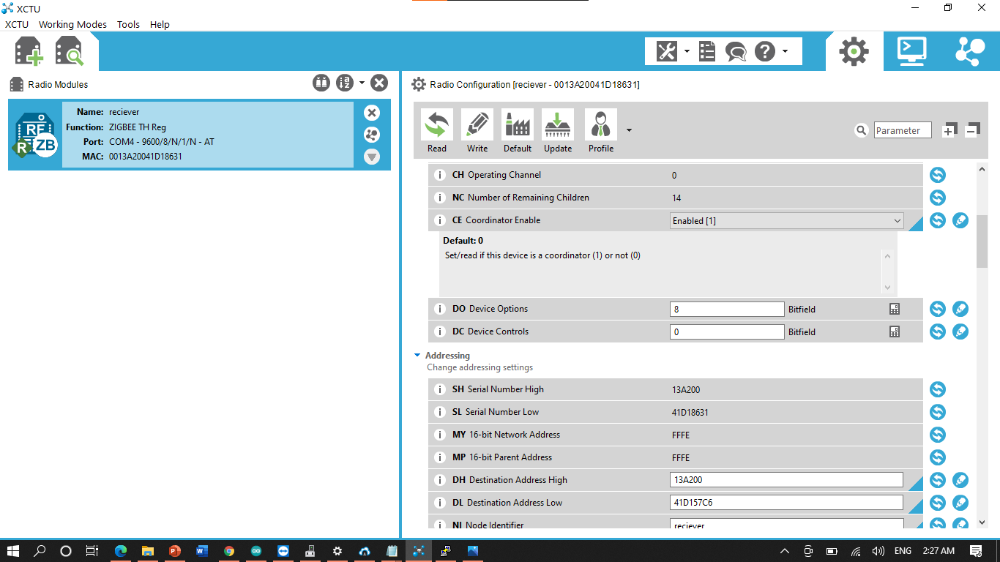 XCTU
XCTU Working Modes Tools Help
Radio Modules
Name: reciever
Function: ZIGBEE TH Reg
Port: COM4 - 9600/8/N/1/N - AT
MAC: 0013A20041D18631
RF
R
ZB
Radio Configuration [reciever - 0013A20041D18631]
Read Write Default Update Profile
Parameter
CH Operating Channel 0
NC Number of Remaining Children 14
CE Coordinator Enable Enabled [1]
Default: 0
Set/read if this device is a coordinator (1) or not (0)
DO Device Options 8 Bitfield
DC Device Controls 0 Bitfield
Addressing
Change addressing settings
SH Serial Number High 13A200
SL Serial Number Low 41D18631
MY 16-bit Network Address FFFE
MP 16-bit Parent Address FFFE
DH Destination Address High 13A200
DL Destination Address Low 41D157C6
NI Node Identifier reciever
ENG 2:27 AM